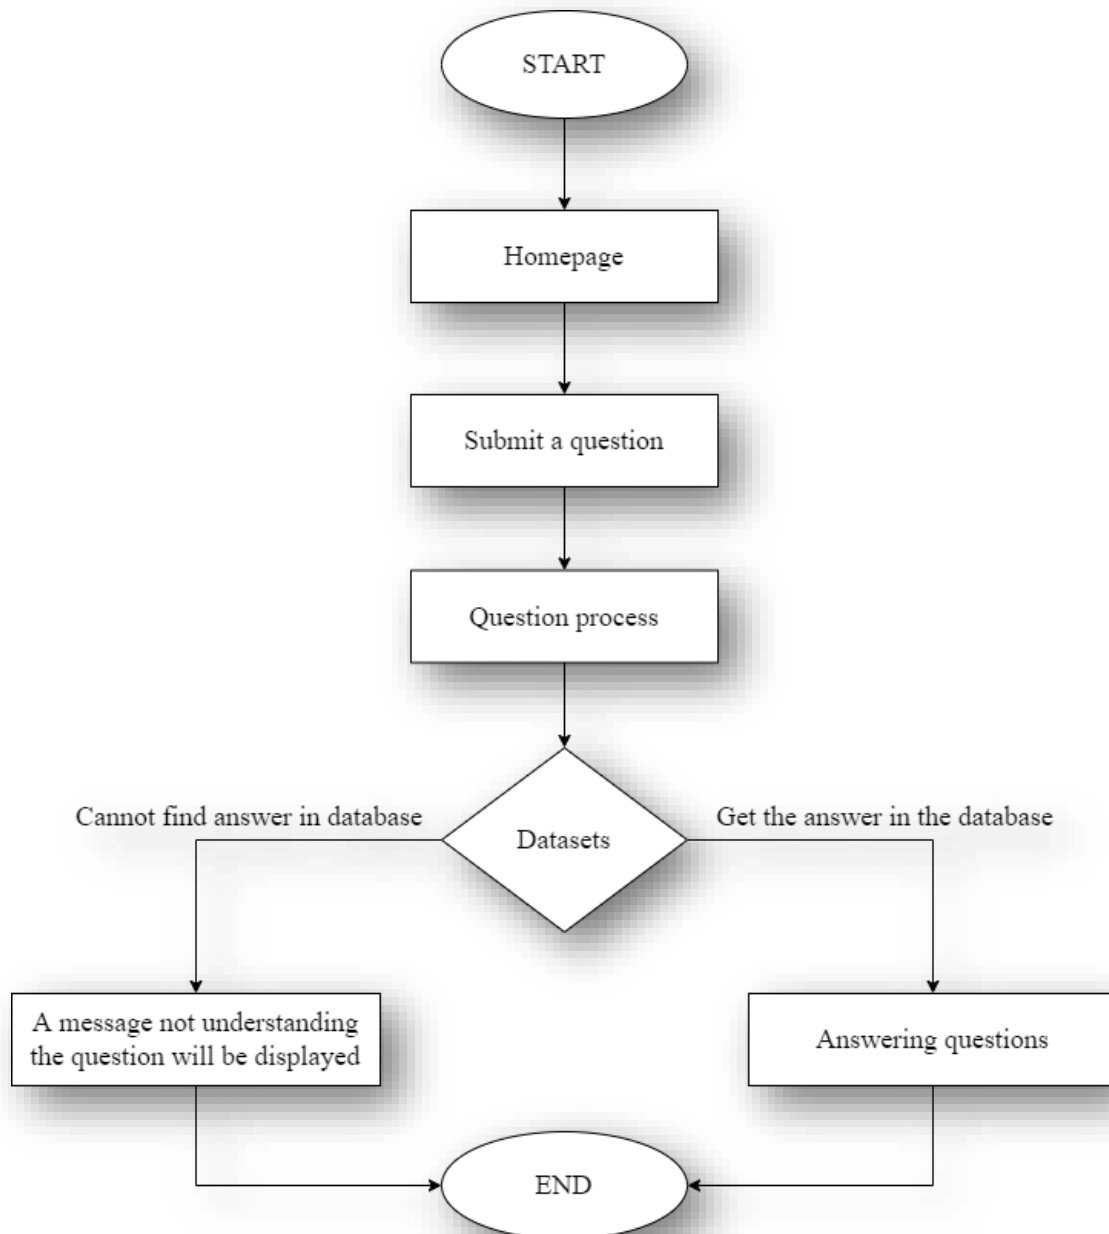 START
Homepage
Submit a question
Question process
Cannot find answer in database
Datasets
Get the answer in the database
A message not understanding
the question will be displayed
Answering questions
END